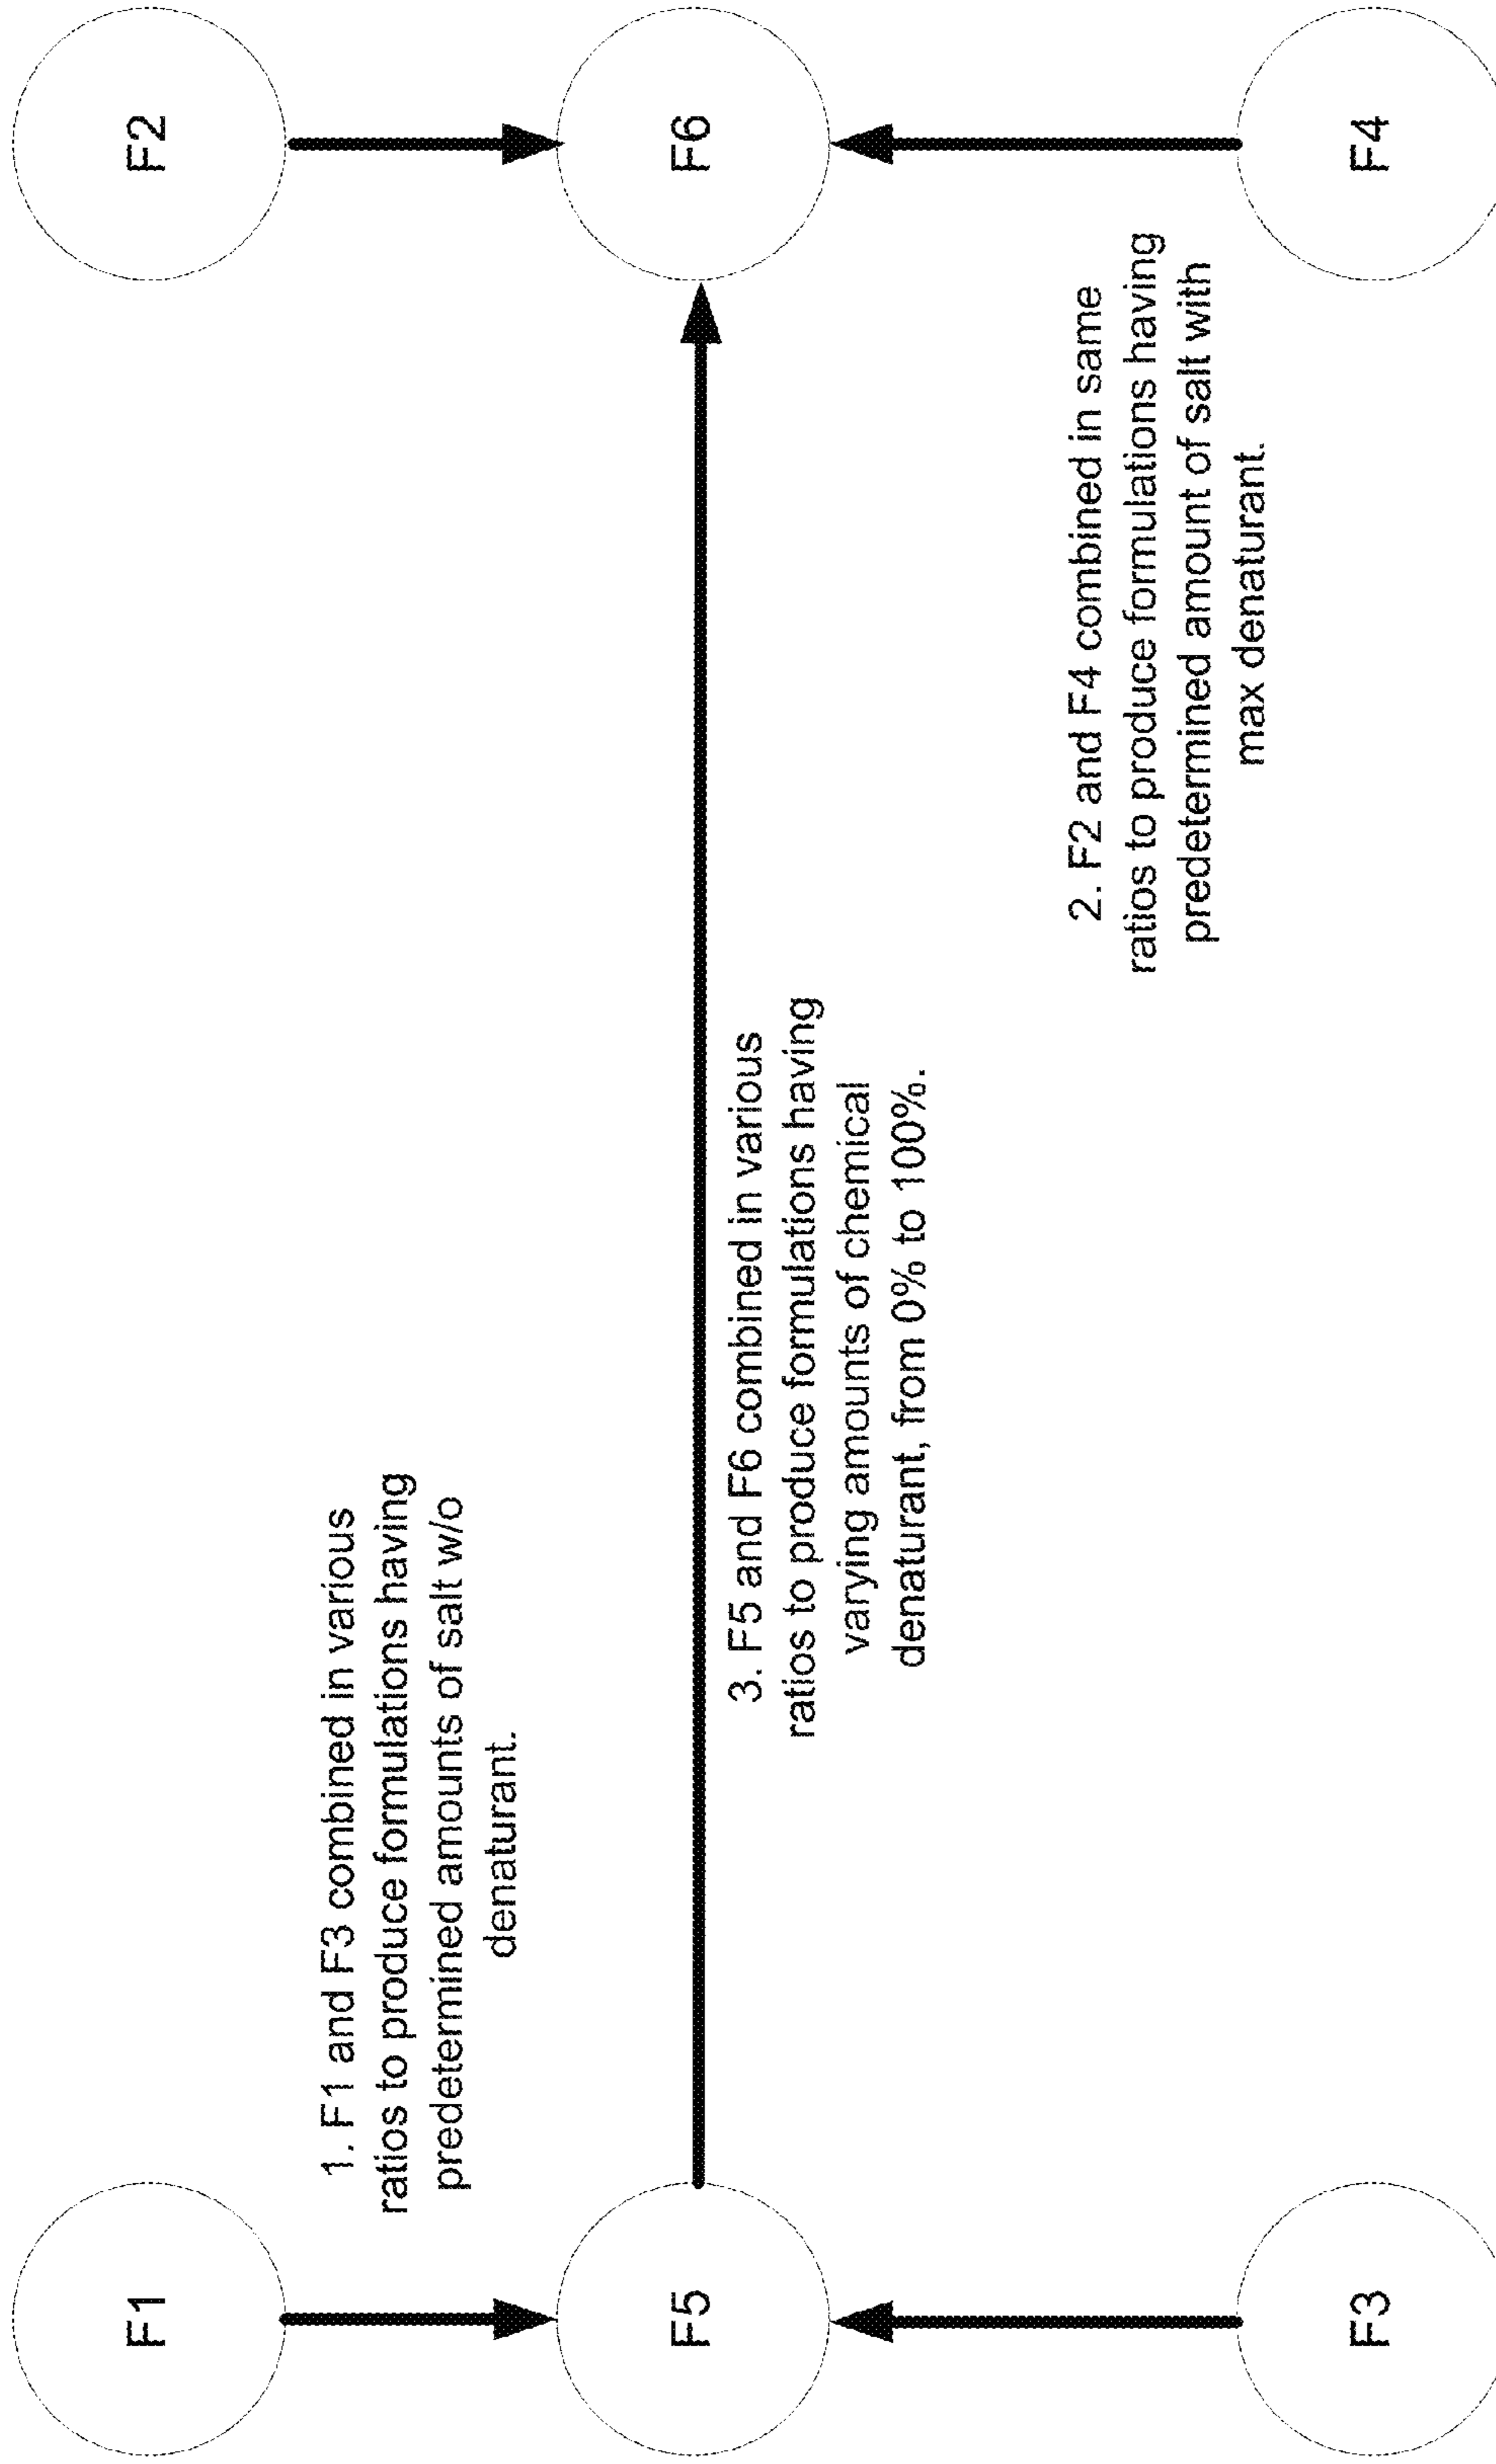 F1
1. F1 and F3 combined in various
ratios to produce formulations having
predetermined amounts of salt w/o
denaturant.
F2
F5
3. F5 and F6 combined in various
ratios to produce formulations having
varying amounts of chemical
denaturant, from 0% to 100%.
F6
2. F2 and F4 combined in same
ratios to produce formulations having
predetermined amount of salt with
max denaturant.
F3
F4